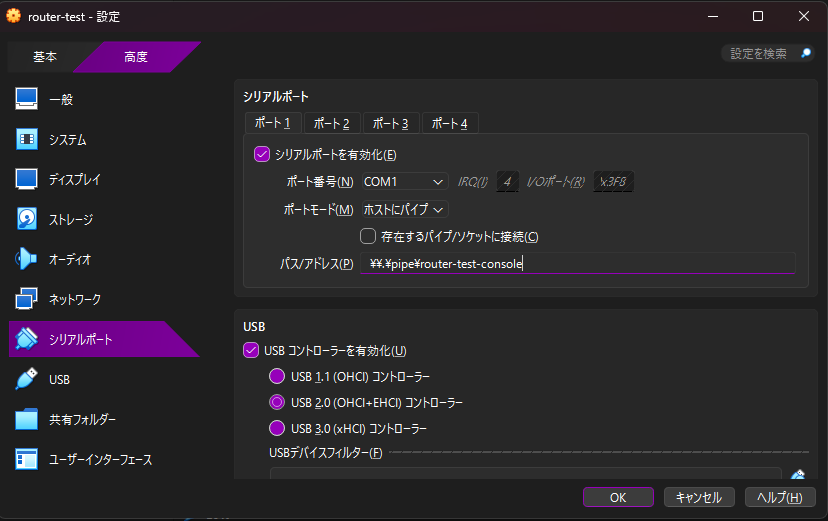 router-test - 設定
基本 高度
設定を検索
一般
システム
ディスプレイ
ストレージ
オーディオ
ネットワーク
シリアルポート
USB
共有フォルダー
ユーザーインターフェース
シリアルポート
ポート 1 ポート 2 ポート 3 ポート 4
シリアルポートを有効化(E)
ポート番号(N) COM1 IRQ(I) 4 I/Oポート(R) 0x3F8
ポートモード(M) ホストにパイプ
存在するパイプ/ソケットに接続(C)
パス/アドレス(P) ¥¥.¥pipe¥router-test-console
USB
USB コントローラーを有効化(U)
USB 1.1 (OHCI) コントローラー
USB 2.0 (OHCI+EHCI) コントローラー
USB 3.0 (xHCI) コントローラー
USBデバイスフィルター(F)
OK キャンセル ヘルプ(H)